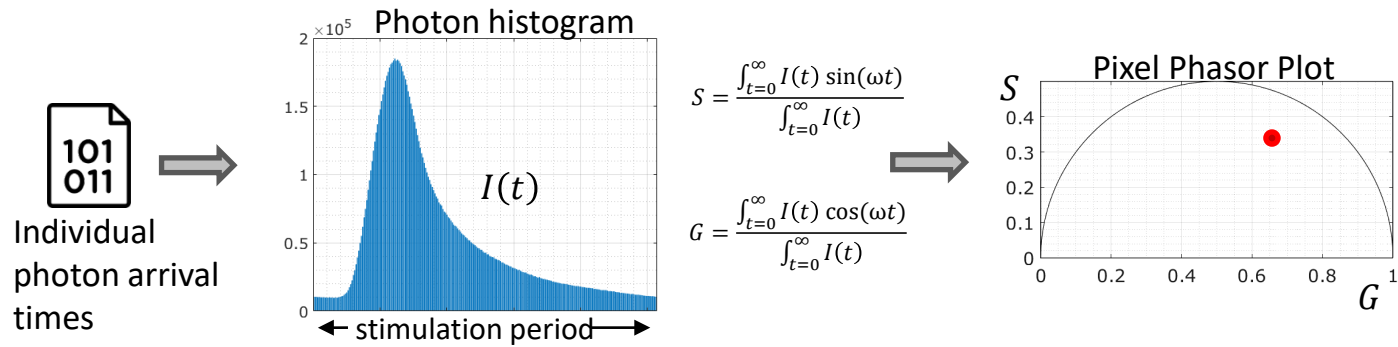 101
011
Individual
photon arrival
times
Photon histogram
×10⁵
2
1.5
1
0.5
0
I(t)
stimulation period
S = ∫_{t=0}^{∞} I(t) sin(ωt) / ∫_{t=0}^{∞} I(t)
G = ∫_{t=0}^{∞} I(t) cos(ωt) / ∫_{t=0}^{∞} I(t)
Pixel Phasor Plot
S
0.4
0.3
0.2
0.1
0
0 0.2 0.4 0.6 0.8 1
G